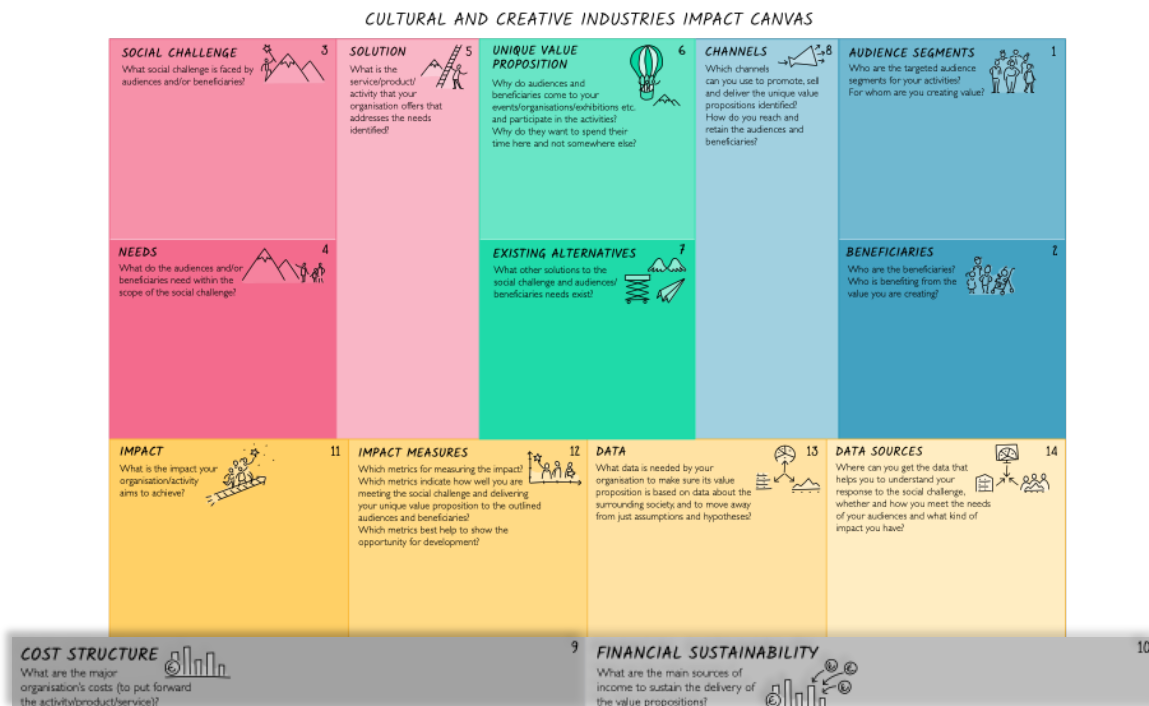 CULTURAL AND CREATIVE INDUSTRIES IMPACT CANVAS
SOCIAL CHALLENGE
3
What social challenge is faced by
audiences and/or beneficiaries?
SOLUTION
5
What is the
service/product/
activity that your
organisation offers that
addresses the needs
identified?
UNIQUE VALUE
PROPOSITION
6
Why do audiences and
beneficiaries come to your
events/organisations/exhibitions etc.
and participate in the activities?
Why do they want to spend their
time here and not somewhere else?
CHANNELS
8
Which channels
can you use to promote, sell
and deliver the unique value
propositions identified?
How do you reach and
retain the audiences and
beneficiaries?
AUDIENCE SEGMENTS
1
Who are the targeted audience
segments for your activities?
For whom are you creating value?
NEEDS
4
What do the audiences and/or
beneficiaries need within the
scope of the social challenge?
EXISTING ALTERNATIVES
7
What other solutions to the
social challenge and audiences/
beneficiaries needs exist?
BENEFICIARIES
2
Who are the beneficiaries?
Who is benefiting from the
value you are creating?
IMPACT
11
What is the impact your
organisation/activity
aims to achieve?
IMPACT MEASURES
12
Which metrics for measuring the impact?
Which metrics indicate how well you are
meeting the social challenge and delivering
your unique value proposition to the outlined
audiences and beneficiaries?
Which metrics best help to show the
opportunity for development?
DATA
13
What data is needed by your
organisation to make sure its value
proposition is based on data about the
surrounding society, and to move away
from just assumptions and hypotheses?
DATA SOURCES
14
Where can you get the data that
helps you to understand your
response to the social challenge,
whether and how you meet the needs
of your audiences and what kind of
impact you have?
COST STRUCTURE
9
What are the major
organisation's costs (to put forward
the activity/product/service)?
FINANCIAL SUSTAINABILITY
10
What are the main sources of
income to sustain the delivery of
the value propositions?